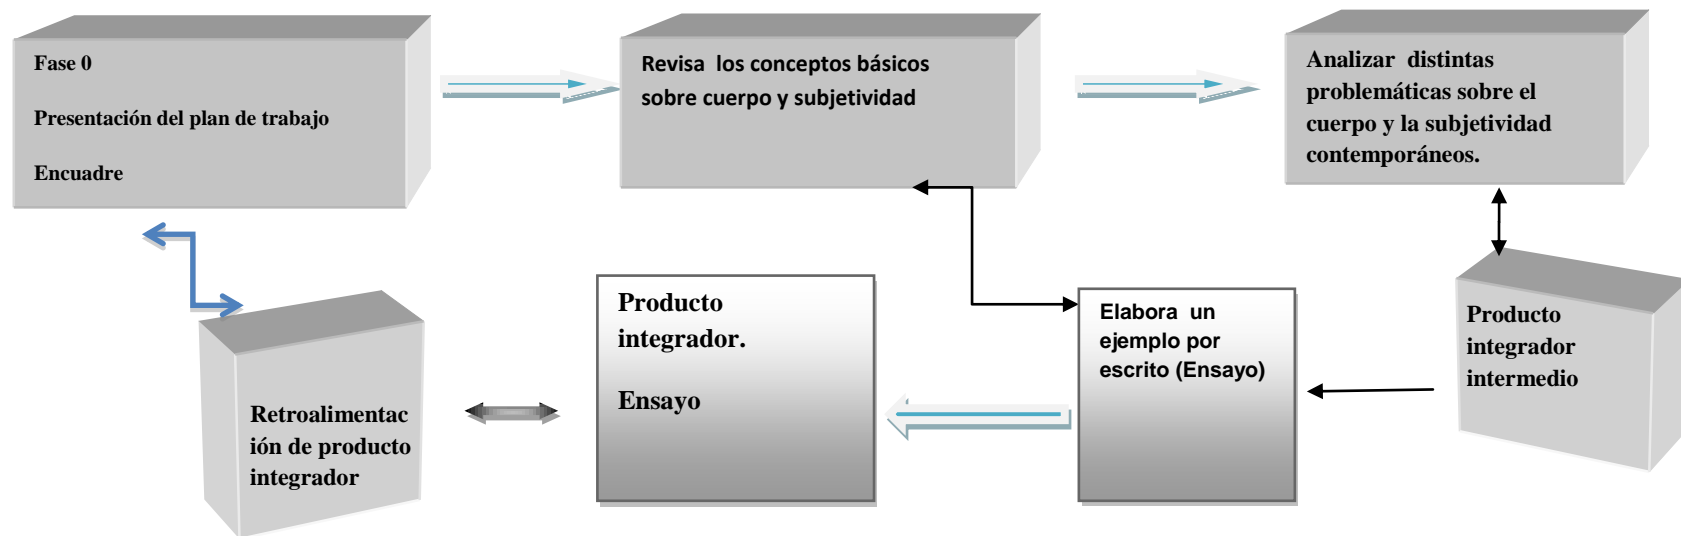 Fase 0
Presentación del plan de trabajo
Encuadre
Revisa  los conceptos básicos
sobre cuerpo y subjetividad
Analizar  distintas
problemáticas sobre el
cuerpo y la subjetividad
contemporáneos.
Retroalimentac
ión de producto
integrador
Producto
integrador.
Ensayo
Elabora  un
ejemplo por
escrito (Ensayo)
Producto
integrador
intermedio